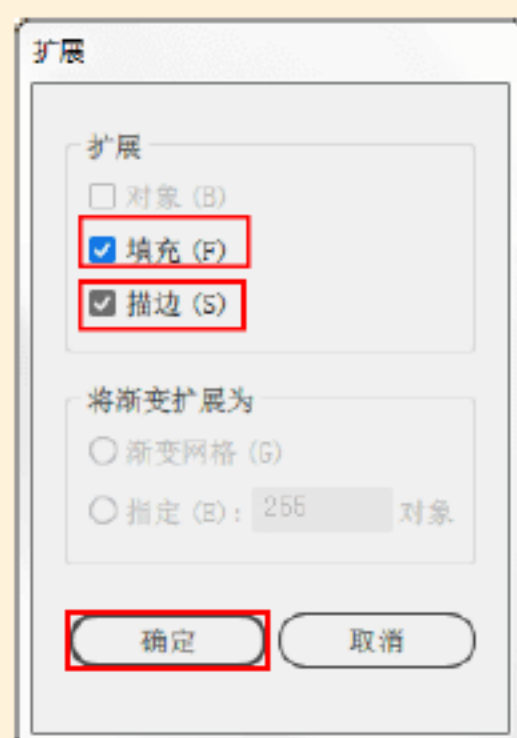 扩展
扩展
对象 (B)
填充 (F)
描边 (S)
将渐变扩展为
渐变网格 (G)
指定 (E): 255 对象
确定 取消